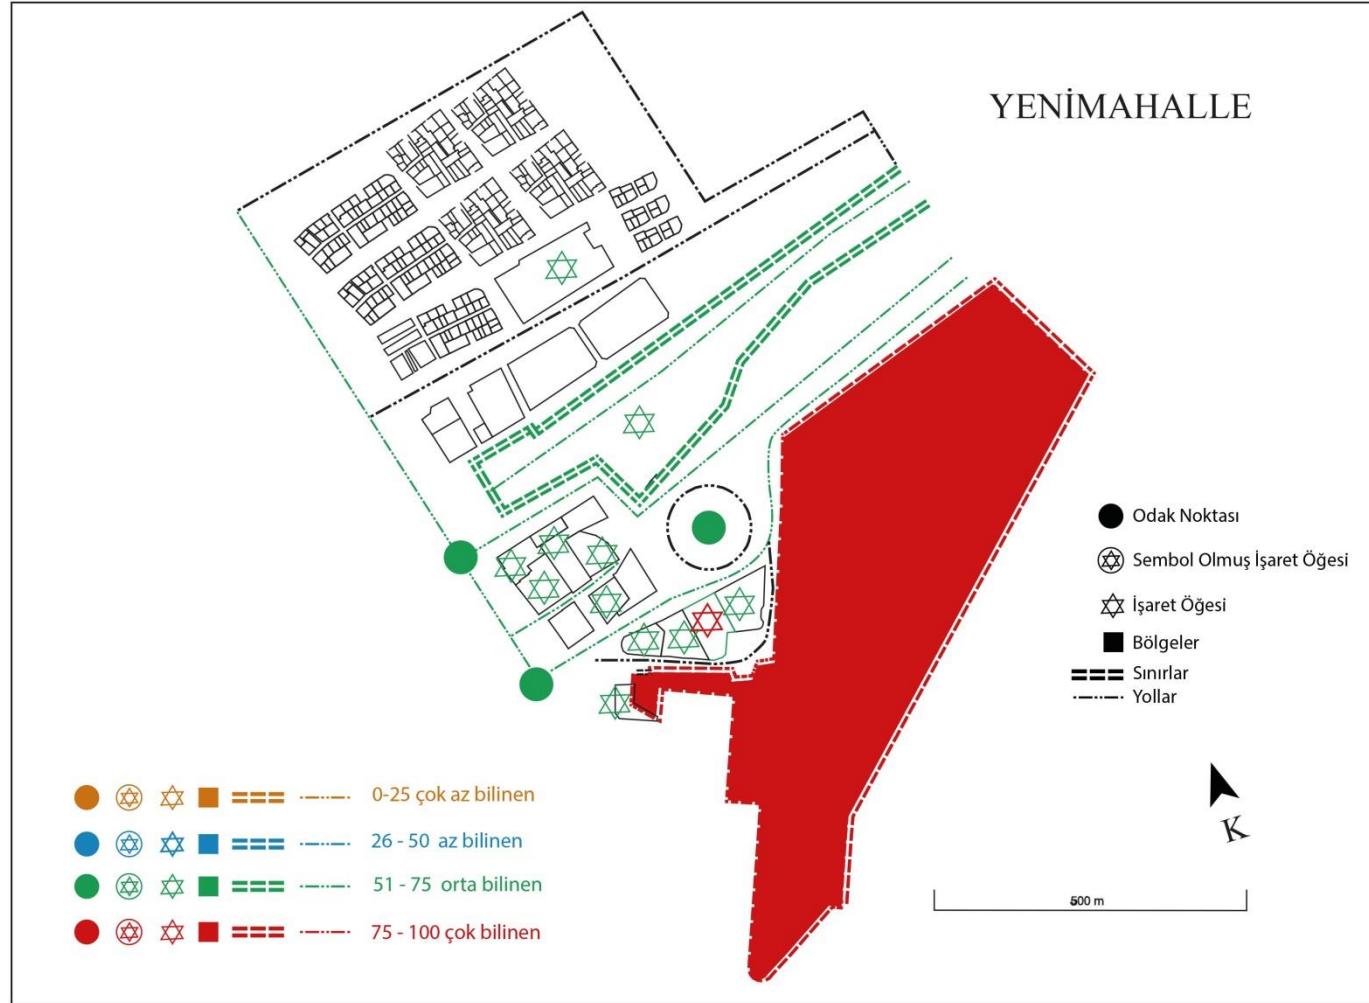 YENİMAHALLE
Odak Noktası
Sembol Olmuş İşaret Öğesi
İşaret Öğesi
Bölgeler
Sınırlar
Yollar
K
500 m
0-25 çok az bilinen
26 - 50 az bilinen
51 - 75 orta bilinen
75 - 100 çok bilinen